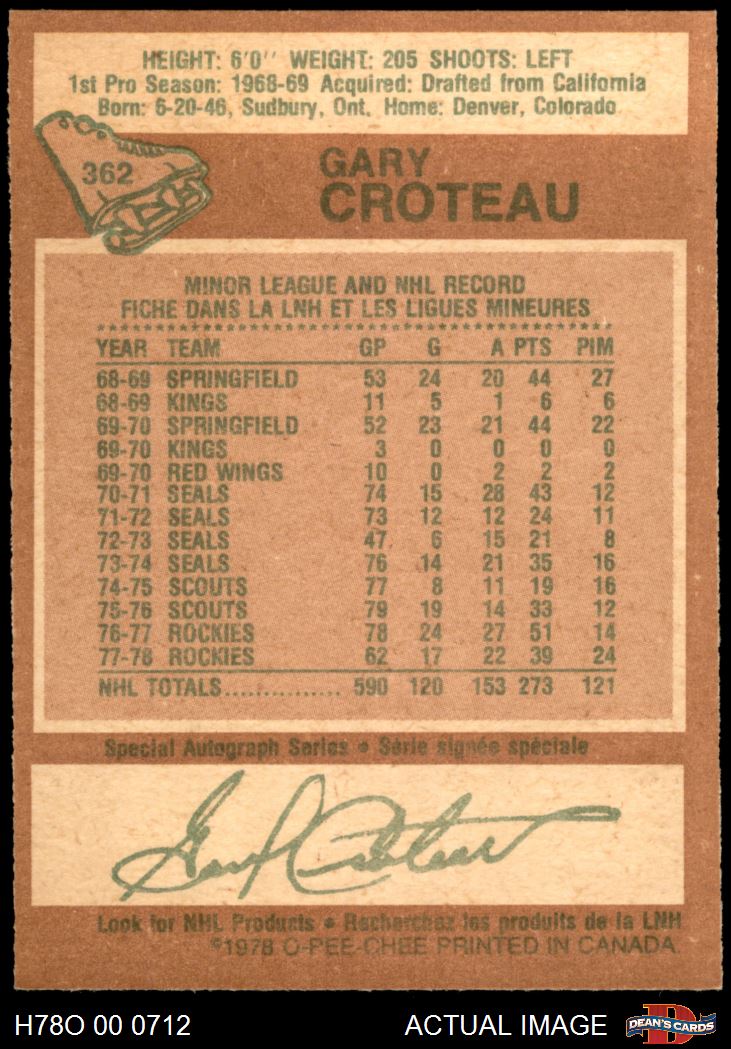 HEIGHT: 6'0'' WEIGHT: 205 SHOOTS: LEFT
1st Pro Season: 1968-69 Acquired: Drafted from California
Born: 6-20-46, Sudbury, Ont. Home: Denver, Colorado
362
GARY
CROTEAU
MINOR LEAGUE AND NHL RECORD
FICHE DANS LA LNH ET LES LIGUES MINEURES
YEAR TEAM GP G A PTS PIM
68-69 SPRINGFIELD 53 24 20 44 27
68-69 KINGS 11 5 1 6 6
69-70 SPRINGFIELD 52 23 21 44 22
69-70 KINGS 3 0 0 0 0
69-70 RED WINGS 10 0 2 2 2
70-71 SEALS 74 15 28 43 12
71-72 SEALS 73 12 12 24 11
72-73 SEALS 47 6 15 21 8
73-74 SEALS 76 14 21 35 16
74-75 SCOUTS 77 8 11 19 16
75-76 SCOUTS 79 19 14 33 12
76-77 ROCKIES 78 24 27 51 14
77-78 ROCKIES 62 17 22 39 24
NHL TOTALS............... 590 120 153 273 121
Special Autograph Series • Série signée spéciale
Gary Croteau
Look for NHL Products • Recherchez les produits de la LNH
©1978 O-PEE-CHEE PRINTED IN CANADA.
H78O 00 0712
ACTUAL IMAGE
D
DEAN'S CARDS